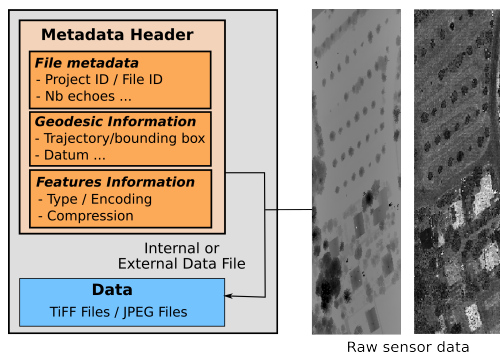 Metadata Header
File metadata
- Project ID / File ID
- Nb echoes ...
Geodesic Information
- Trajectory/bounding box
- Datum ...
Features Information
- Type / Encoding
- Compression
Internal or
External Data File
Data
TiFF Files / JPEG Files
Raw sensor data